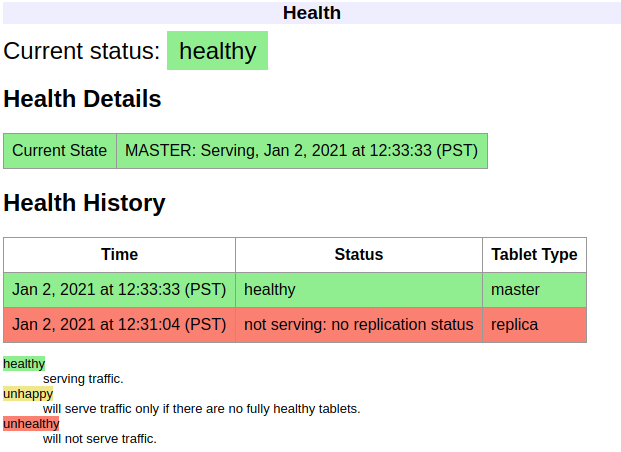 Health
Current status: healthy
Health Details
Current State MASTER: Serving, Jan 2, 2021 at 12:33:33 (PST)
Health History
Time Status Tablet Type
Jan 2, 2021 at 12:33:33 (PST) healthy master
Jan 2, 2021 at 12:31:04 (PST) not serving: no replication status replica
healthy
serving traffic.
unhappy
will serve traffic only if there are no fully healthy tablets.
unhealthy
will not serve traffic.